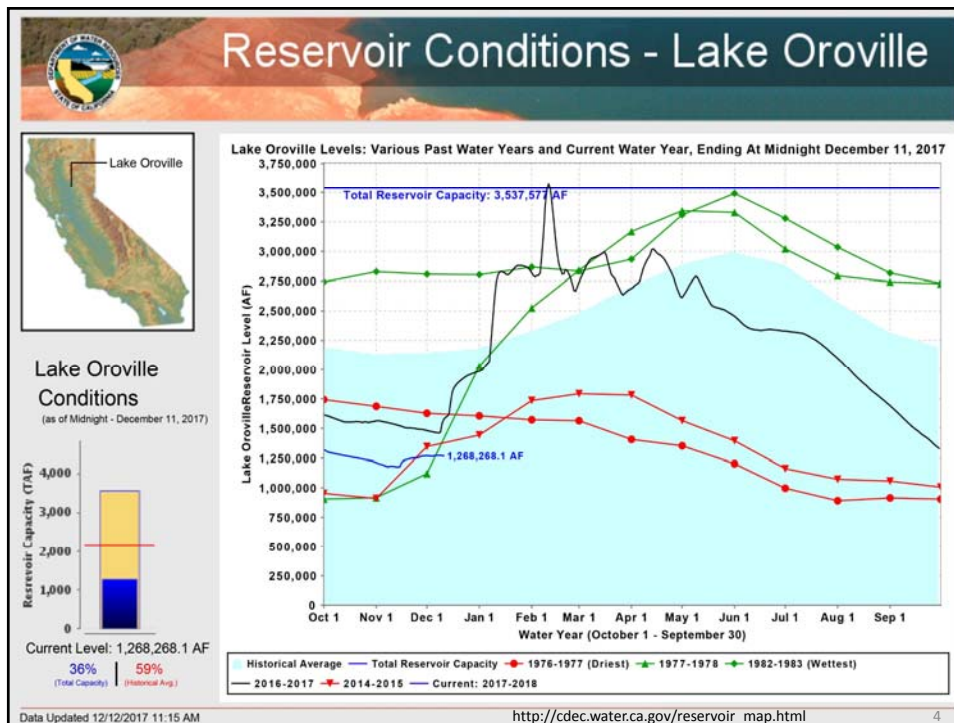 Reservoir Conditions - Lake Oroville
DEPARTMENT OF WATER RESOURCES
STATE OF CALIFORNIA
Lake Oroville
Lake Oroville
Conditions
(as of Midnight - December 11, 2017)
Resrevoir Capacity (TAF)
4,000
3,000
2,000
1,000
0
Current Level: 1,268,268.1 AF
36%
(Total Capacity)
59%
(Historical Avg.)
Lake Oroville Levels: Various Past Water Years and Current Water Year, Ending At Midnight December 11, 2017
Lake OrovilleReservoir Level (AF)
3,750,000
3,500,000
3,250,000
3,000,000
2,750,000
2,500,000
2,250,000
2,000,000
1,750,000
1,500,000
1,250,000
1,000,000
750,000
500,000
250,000
0
Total Reservoir Capacity: 3,537,577 AF
1,268,268.1 AF
Oct 1 Nov 1 Dec 1 Jan 1 Feb 1 Mar 1 Apr 1 May 1 Jun 1 Jul 1 Aug 1 Sep 1
Water Year (October 1 - September 30)
Historical Average Total Reservoir Capacity 1976-1977 (Driest) 1977-1978 1982-1983 (Wettest)
2016-2017 2014-2015 Current: 2017-2018
Data Updated 12/12/2017 11:15 AM
http://cdec.water.ca.gov/reservoir_map.html
4